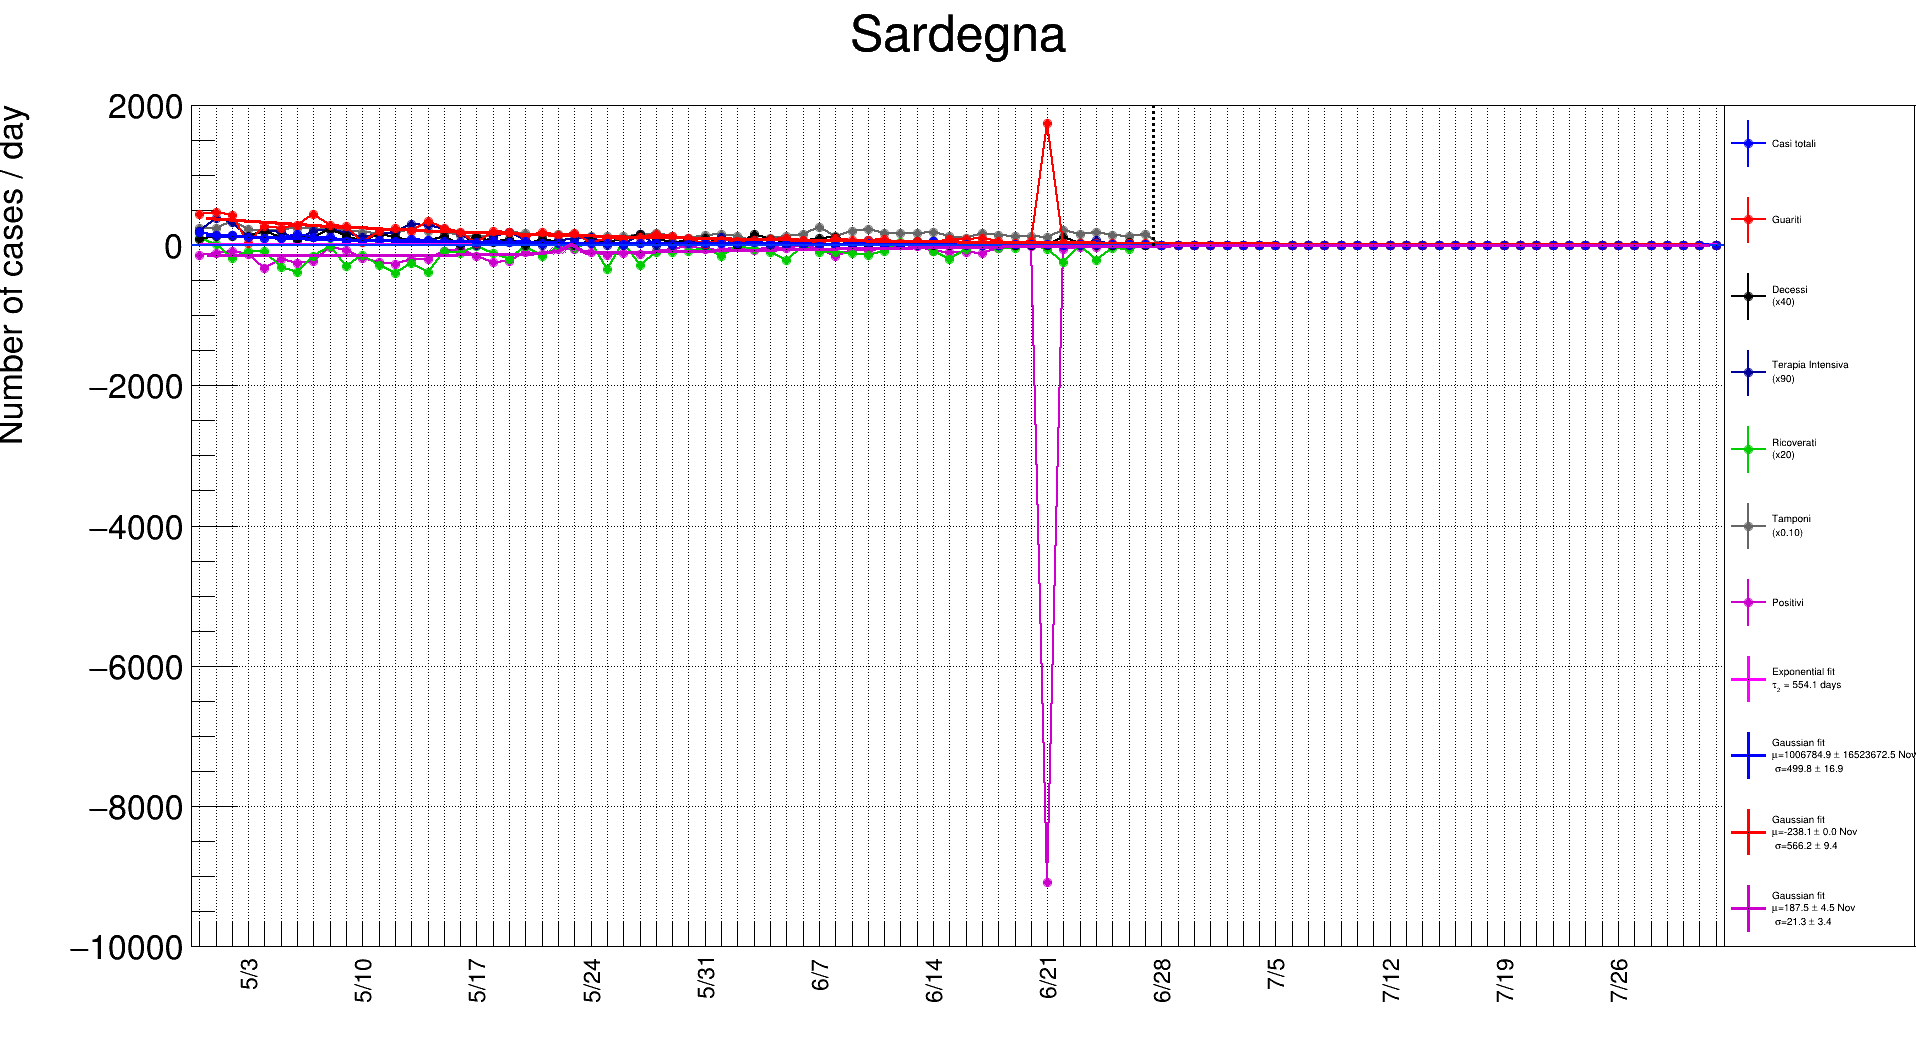 Sardegna
Number of cases / day
2000
0
−2000
−4000
−6000
−8000
−10000
5/3
5/10
5/17
5/24
5/31
6/7
6/14
6/21
6/28
7/5
7/12
7/19
7/26
Casi totali
Guariti
Decessi
(x40)
Terapia Intensiva
(x90)
Ricoverati
(x20)
Tamponi
(x0.10)
Positivi
Exponential fit
τ₂ = 554.1 days
Gaussian fit
μ=1006784.9 ± 16523672.5 Nov
σ=499.8 ± 16.9
Gaussian fit
μ=-238.1 ± 0.0 Nov
σ=566.2 ± 9.4
Gaussian fit
μ=187.5 ± 4.5 Nov
σ=21.3 ± 3.4